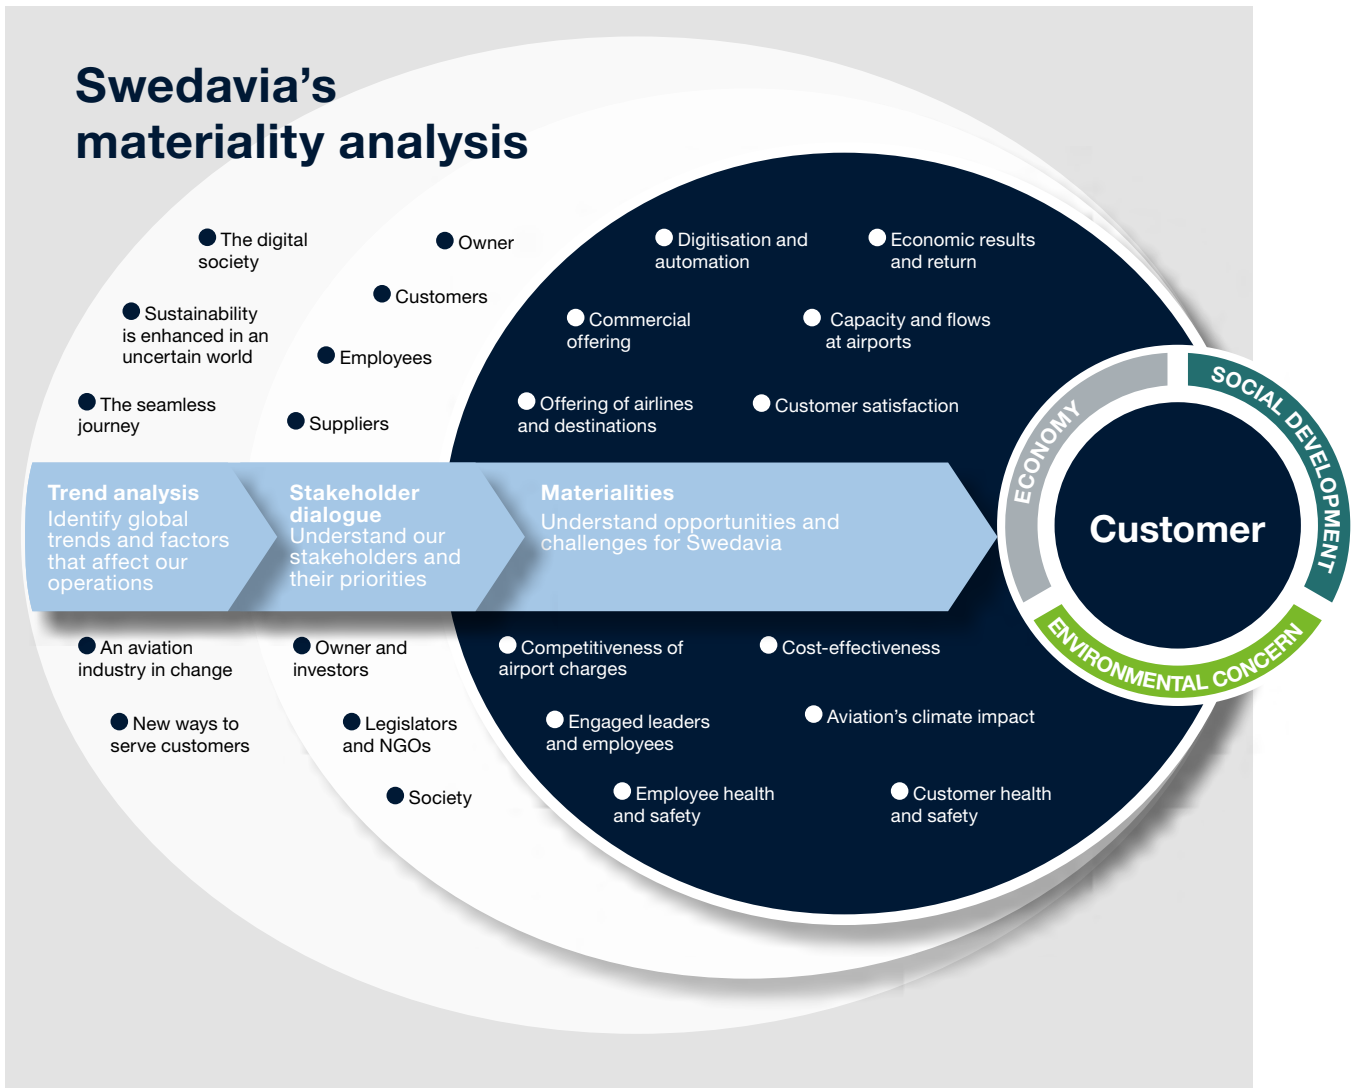 Swedavia’s
materiality analysis
The digital
society
Sustainability
is enhanced in an
uncertain world
The seamless
journey
Owner
Customers
Employees
Suppliers
Digitisation and
automation
Economic results
and return
Commercial
offering
Capacity and flows
at airports
Offering of airlines
and destinations
Customer satisfaction
Trend analysis
Identify global
trends and factors
that affect our
operations
Stakeholder
dialogue
Understand our
stakeholders and
their priorities
Materialities
Understand opportunities and
challenges for Swedavia
ECONOMY
SOCIAL DEVELOPMENT
Customer
ENVIRONMENTAL CONCERN
An aviation
industry in change
New ways to
serve customers
Owner and
investors
Legislators
and NGOs
Society
Competitiveness of
airport charges
Cost-effectiveness
Engaged leaders
and employees
Aviation’s climate impact
Employee health
and safety
Customer health
and safety